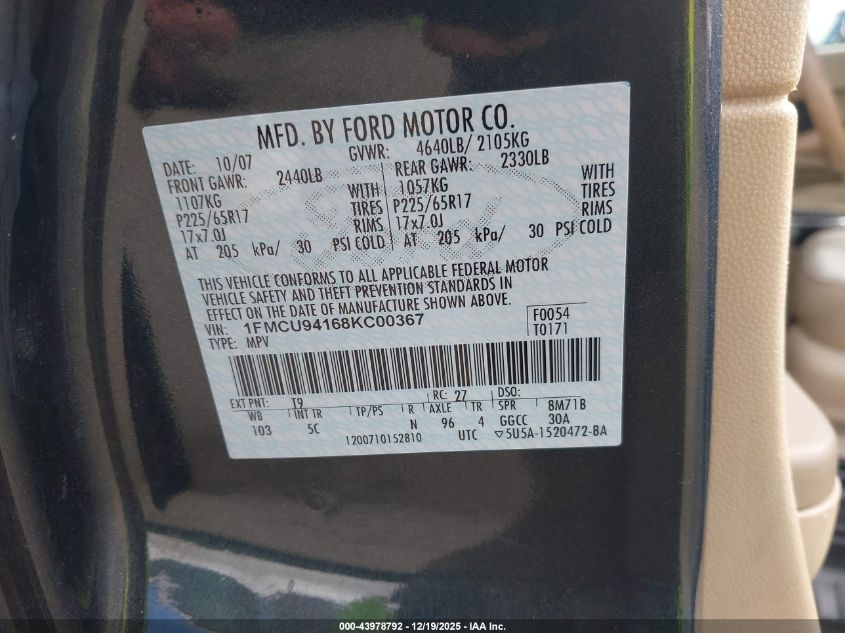 MFD. BY FORD MOTOR CO.
DATE: 10/07 GVWR: 4640LB/ 2105KG
FRONT GAWR: 2440LB REAR GAWR: 2330LB
1107KG WITH 1057KG WITH
P225/65R17 TIRES P225/65R17 TIRES
17x7.0J RIMS 17x7.0J RIMS
AT 205 kPa/ 30 PSI COLD AT 205 kPa/ 30 PSI COLD
THIS VEHICLE CONFORMS TO ALL APPLICABLE FEDERAL MOTOR
VEHICLE SAFETY AND THEFT PREVENTION STANDARDS IN
EFFECT ON THE DATE OF MANUFACTURE SHOWN ABOVE.
VIN: 1FMCU94168KC00367 F0054
TYPE: MPV T0171
EXT PNT: T9 RC: 27 DSO:
WB INT TR TP/PS R AXLE TR SPR 8M71B
103 5C N 96 4 GGCC 30A
1200710152810 UTC ▽5U5A-1520472-BA
000-43978792 - 12/19/2025 - IAA Inc.